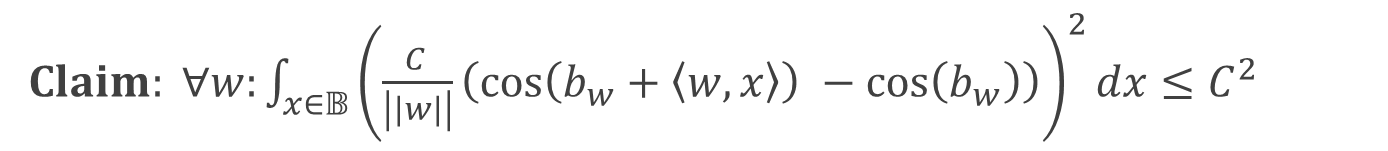 Claim: ∀w: ∫_{x∈𝔹} (C/||w|| (cos(b_w + ⟨w, x⟩) − cos(b_w)))² dx ≤ C²